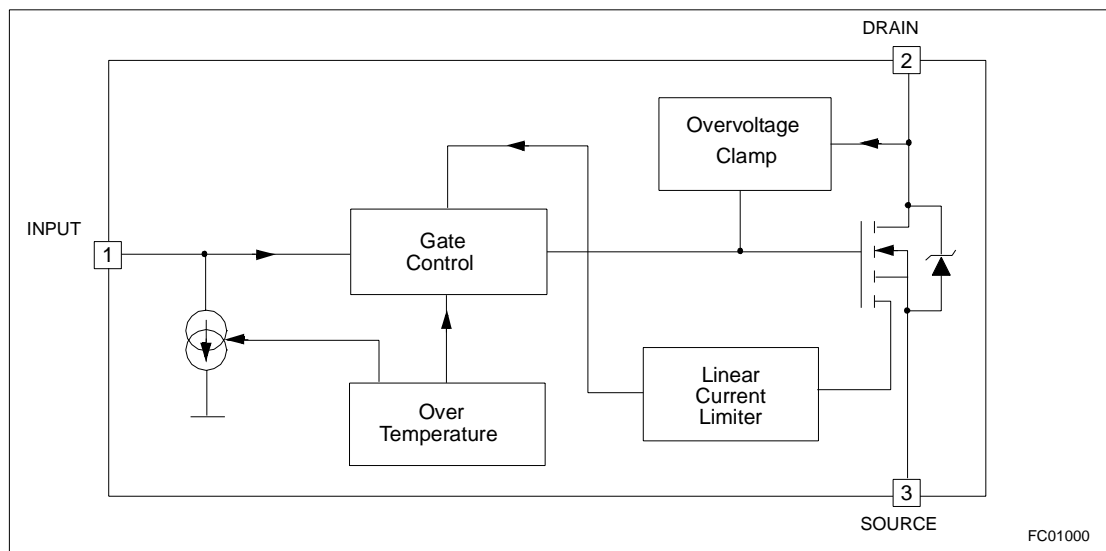 DRAIN
2
Overvoltage
Clamp
INPUT
1
Gate
Control
Linear
Current
Limiter
Over
Temperature
3
SOURCE
FC01000